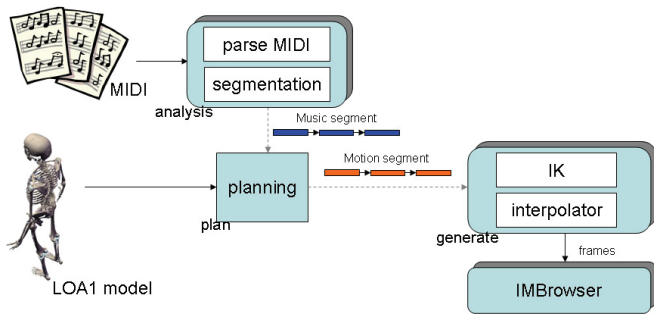 parse MIDI
segmentation
MIDI
analysis
Music segment
Motion segment
planning
plan
IK
interpolator
generate
frames
LOA1 model
IMBrowser